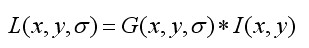 L(x, y, σ) = G(x, y, σ) * I(x, y)